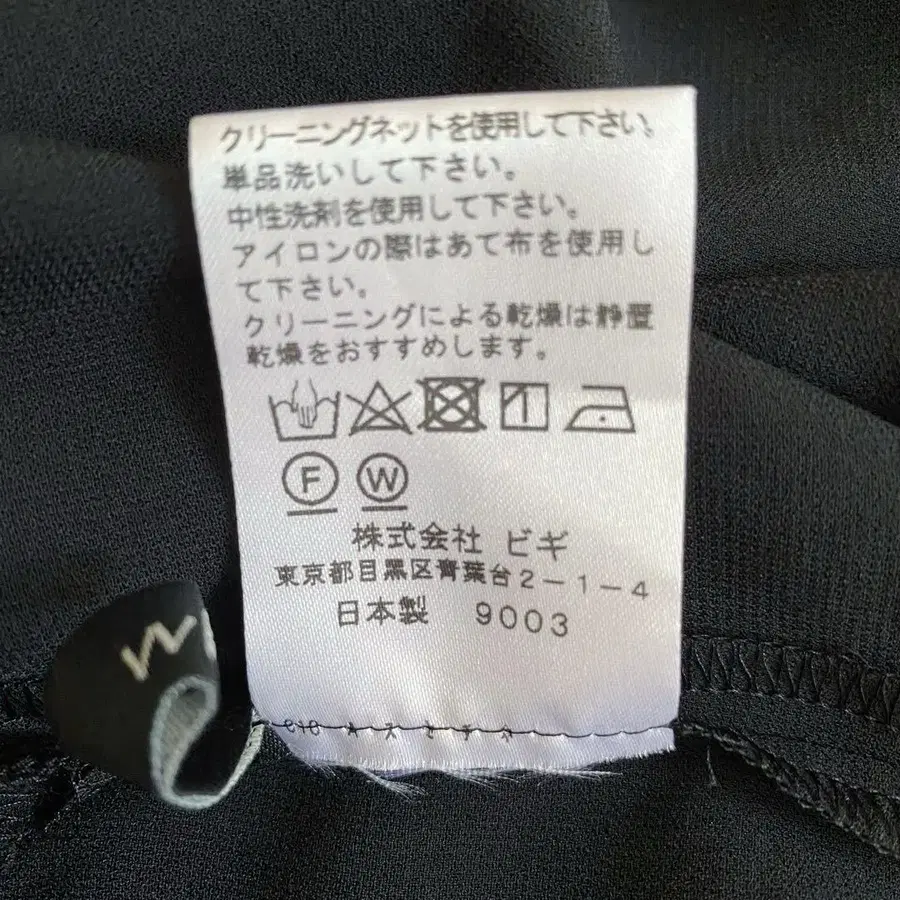 クリーニングネットを使用して下さい。
単品洗いして下さい。
中性洗剤を使用して下さい。
アイロンの際はあて布を使用し
て下さい。
クリーニングによる乾燥は静置
乾燥をおすすめします。
F W
株式会社 ビギ
東京都目黒区青葉台2-1-4
日本製 9003
M